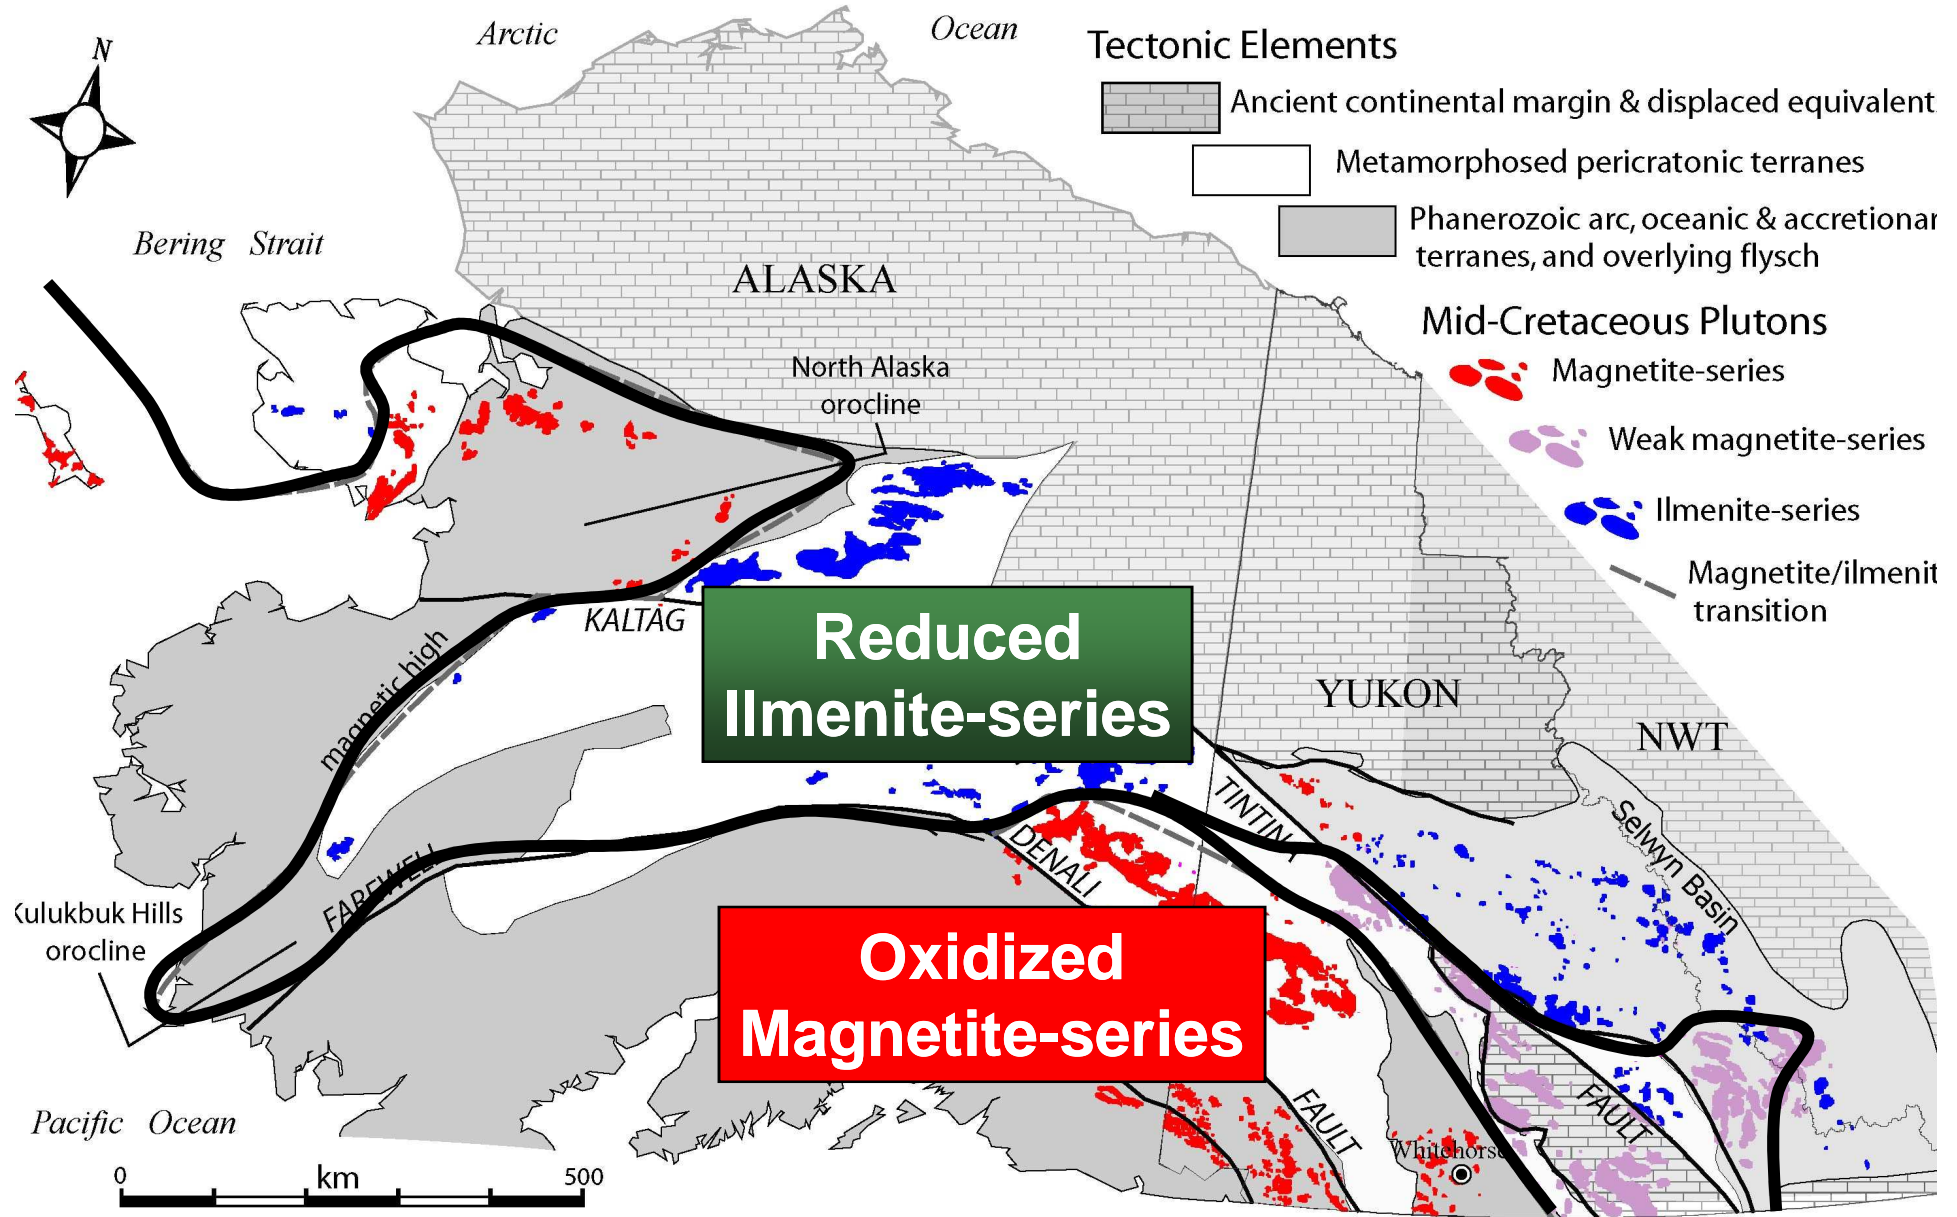 Arctic
Ocean
N
Bering Strait
Tectonic Elements
Ancient continental margin & displaced equivalent
Metamorphosed pericratonic terranes
Phanerozoic arc, oceanic & accretionar
terranes, and overlying flysch
Mid-Cretaceous Plutons
Magnetite-series
Weak magnetite-series
Ilmenite-series
Magnetite/ilmenit
transition
ALASKA
North Alaska
orocline
KALTAG
magnetic high
Reduced
Ilmenite-series
YUKON
NWT
TINTINA
Selwyn Basin
DENALI
FAREWELL
Kulukbuk Hills
orocline
Oxidized
Magnetite-series
FAULT
FAULT
Whitehorse
Pacific Ocean
0 km 500